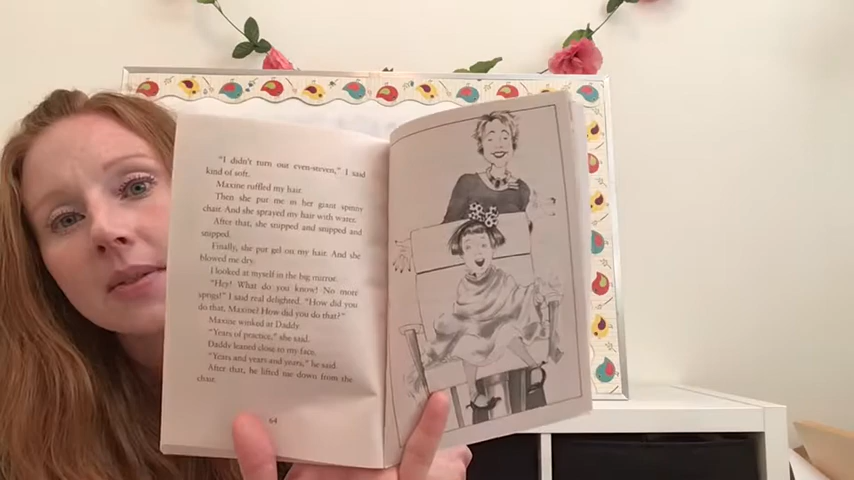 "I didn't turn out even-steven," I said
kind of soft.
Maxine ruffled my hair.
Then she put me in her giant spinny
chair. And she sprayed my hair with water.
After that, she snipped and snipped and
snipped.
Finally, she put gel on my hair. And she
blowed me dry.
I looked at myself in the big mirror.
"Hey! What do you know! No more
sprigs!" I said real delighted. "How did you
do that, Maxine? How did you do that?"
Maxine winked at Daddy.
"Years of practice," she said.
Daddy leaned close to my face.
"Years and years and years," he said.
After that, he lifted me down from the
chair.
64